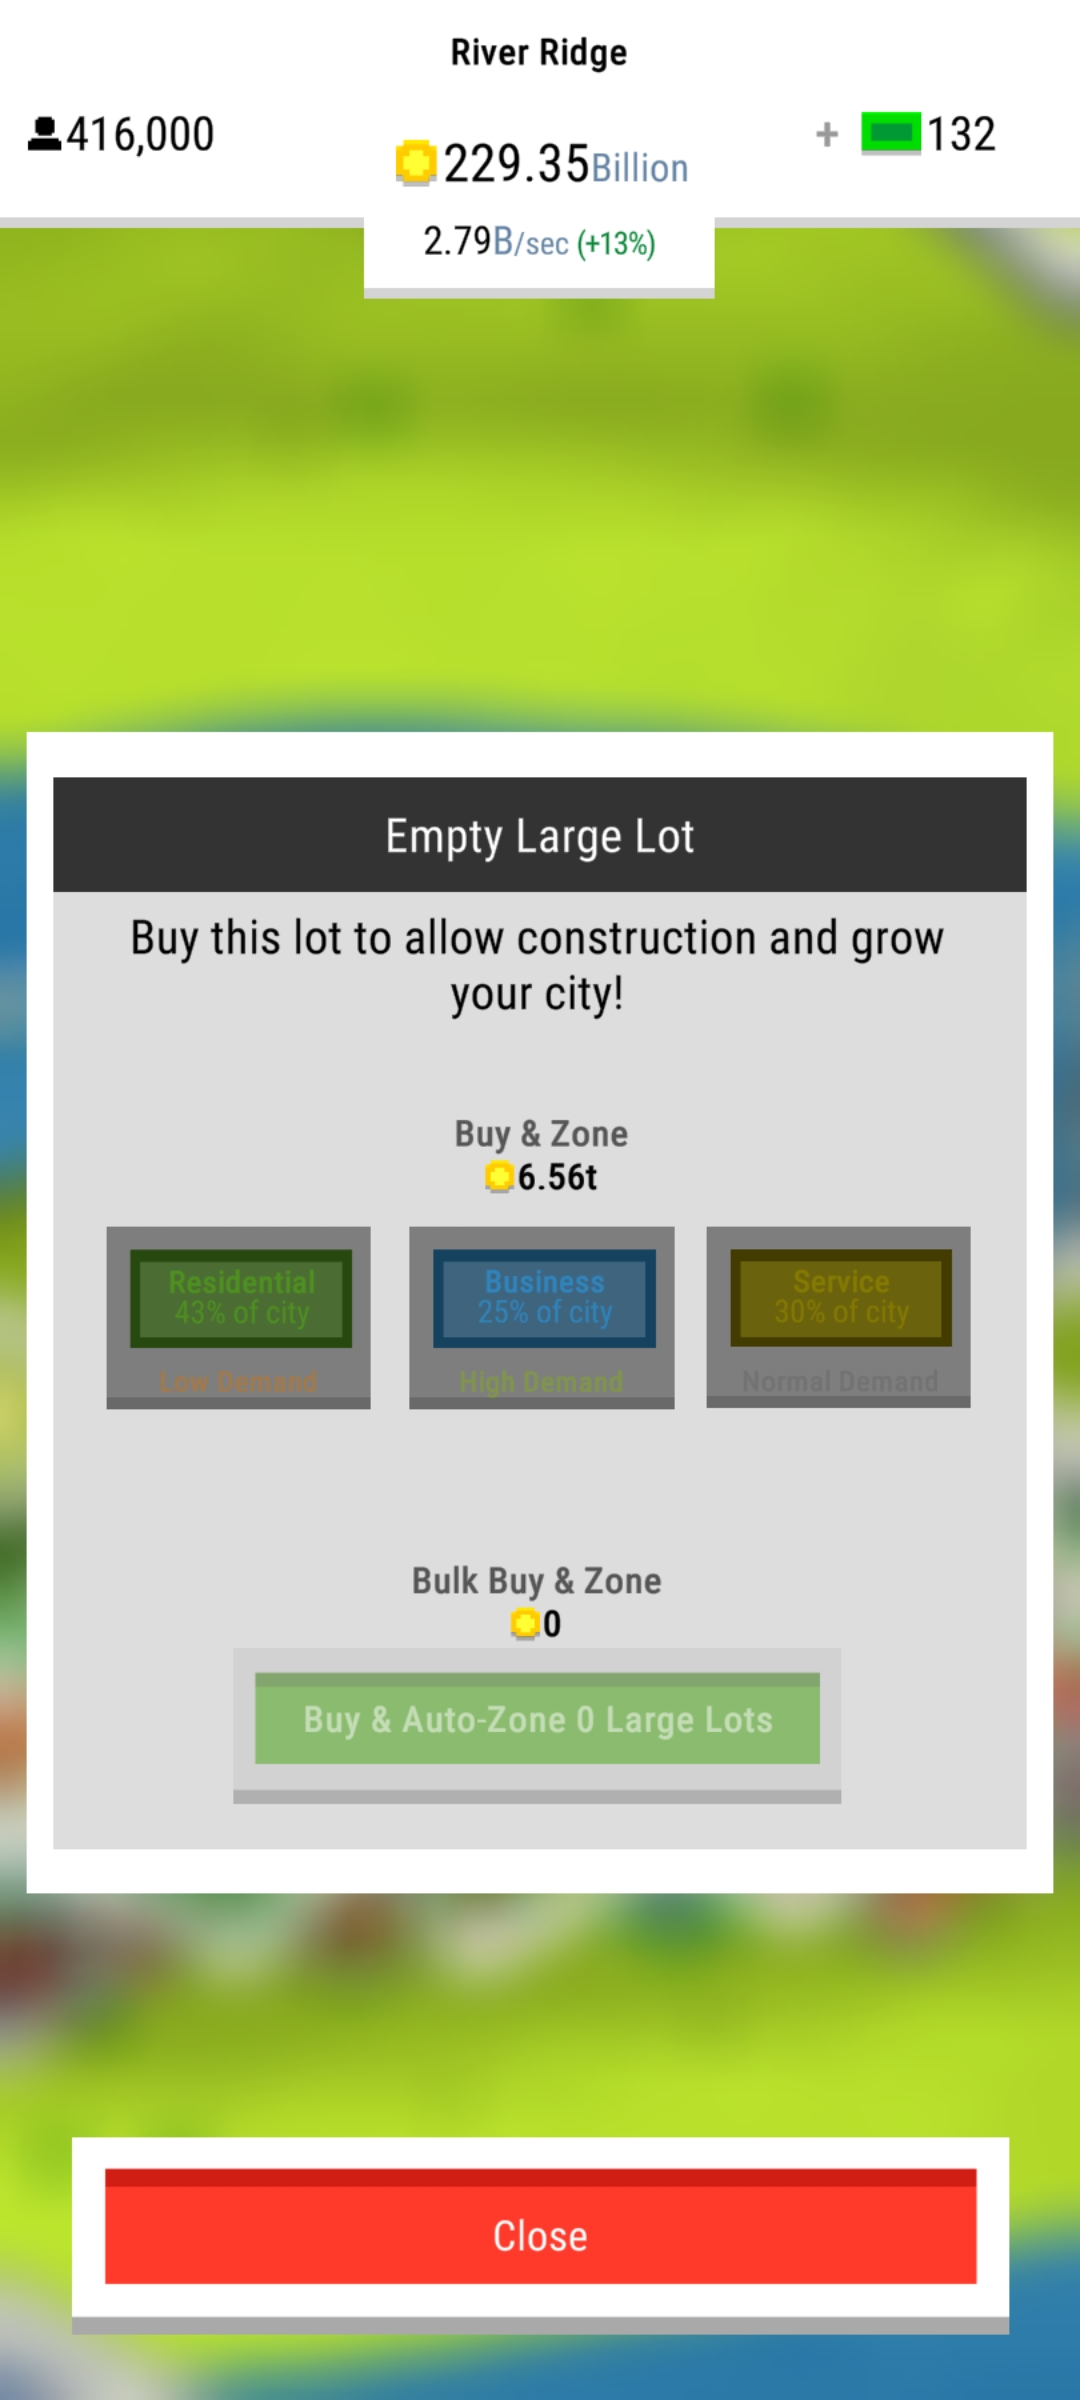 River Ridge
416,000
229.35Billion
+ 132
2.79B/sec (+13%)
Empty Large Lot
Buy this lot to allow construction and grow
your city!
Buy & Zone
6.56t
Residential
43% of city
Low Demand
Business
25% of city
High Demand
Service
30% of city
Normal Demand
Bulk Buy & Zone
0
Buy & Auto-Zone 0 Large Lots
Close